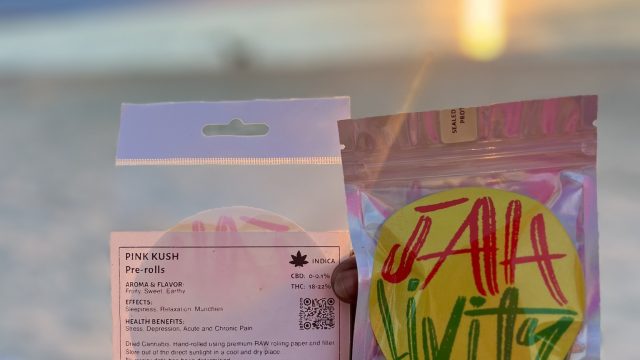 PINK KUSH
Pre-rolls
INDICA
AROMA & FLAVOR:
Fruity, Sweet, Earthy
CBD: 0-0.1%
THC: 18-22%
EFFECTS:
Sleepiness, Relaxation, Munchies
HEALTH BENEFITS:
Stress, Depression, Acute and Chronic Pain
Dried Cannabis. Hand-rolled using premium RAW rolling paper and filter.
Store out of the direct sunlight in a cool and dry place.
SEALED
JAH
Livity